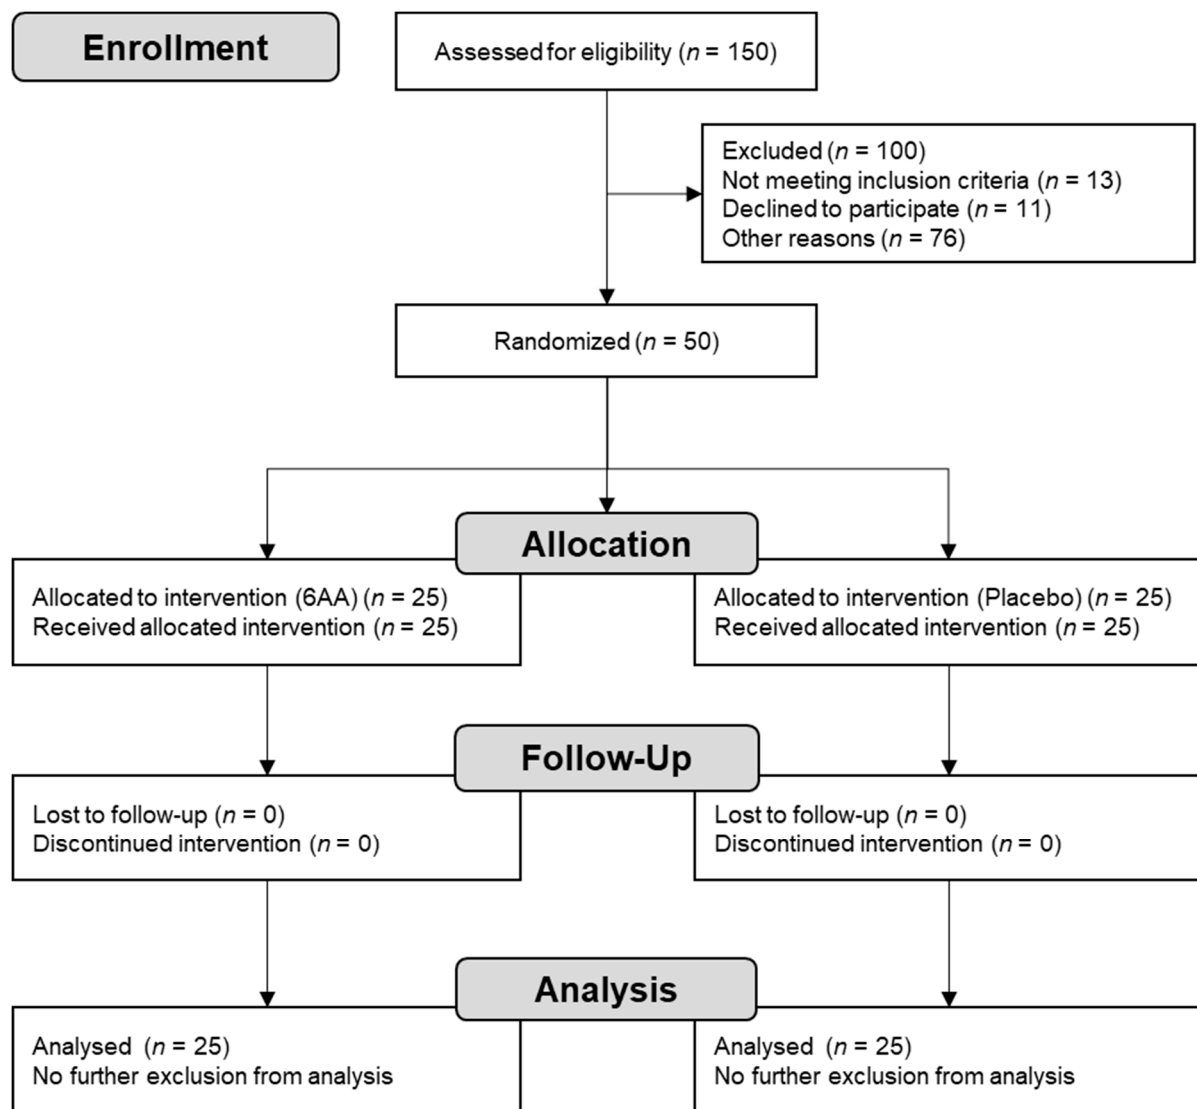 Enrollment
Assessed for eligibility (n = 150)
Excluded (n = 100)
Not meeting inclusion criteria (n = 13)
Declined to participate (n = 11)
Other reasons (n = 76)
Randomized (n = 50)
Allocation
Allocated to intervention (6AA) (n = 25)
Received allocated intervention (n = 25)
Allocated to intervention (Placebo) (n = 25)
Received allocated intervention (n = 25)
Follow-Up
Lost to follow-up (n = 0)
Discontinued intervention (n = 0)
Lost to follow-up (n = 0)
Discontinued intervention (n = 0)
Analysis
Analysed (n = 25)
No further exclusion from analysis
Analysed (n = 25)
No further exclusion from analysis